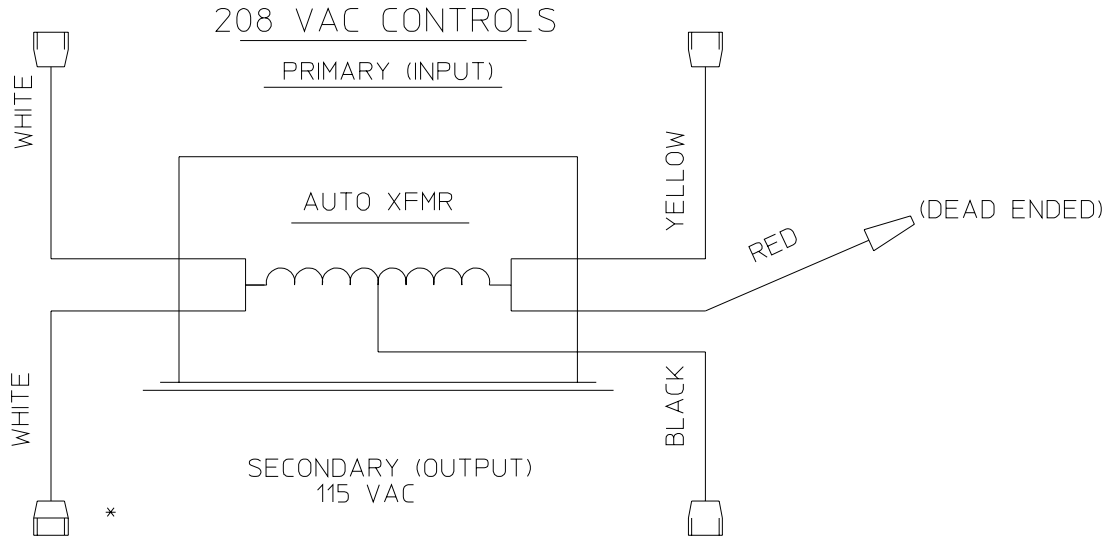 208 VAC CONTROLS
PRIMARY (INPUT)
WHITE
YELLOW
AUTO XFMR
RED
(DEAD ENDED)
WHITE
BLACK
SECONDARY (OUTPUT)
115 VAC
*